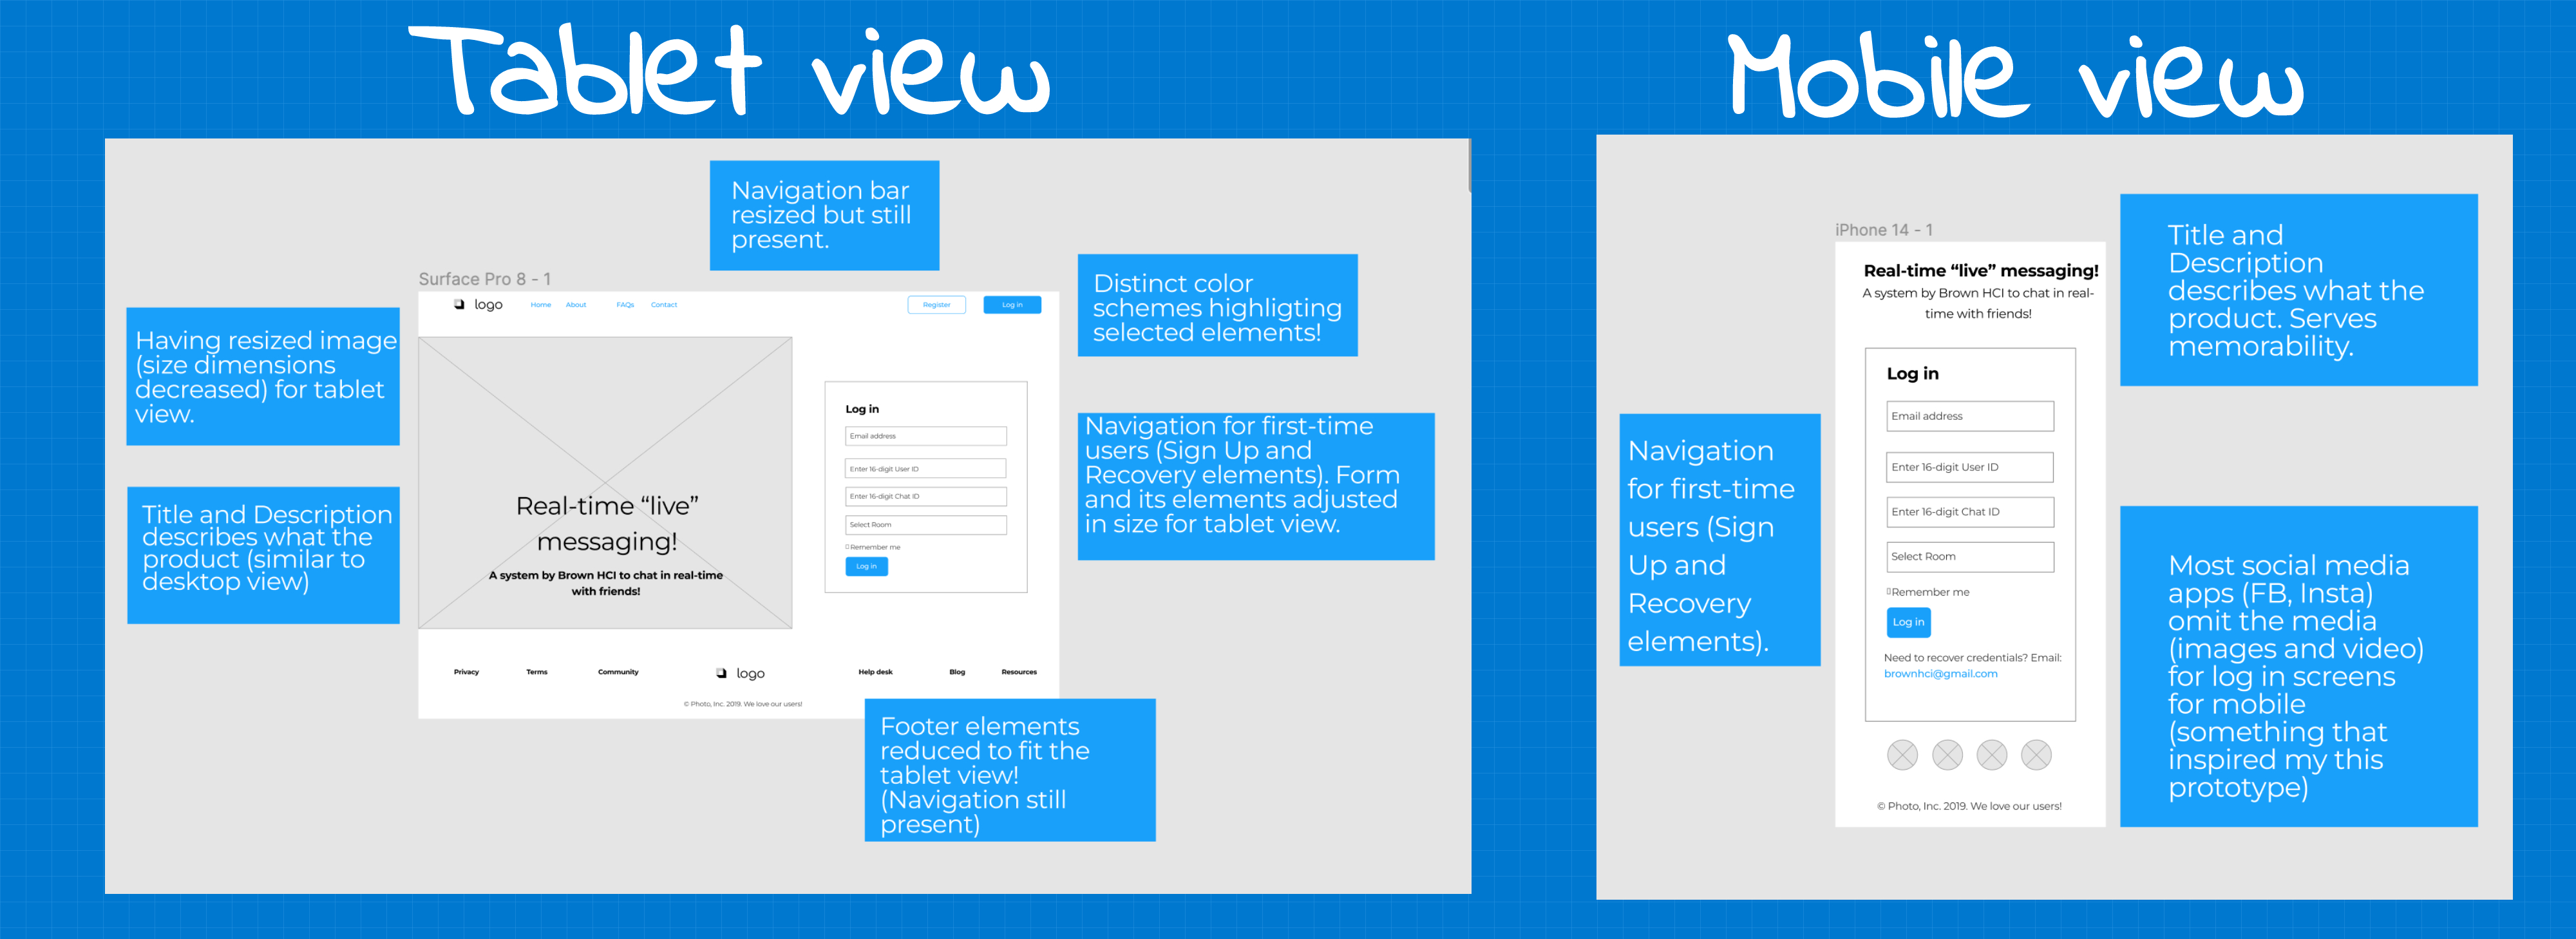 Tablet view
Navigation bar
resized but still
present.
Surface Pro 8 - 1
Having resized image
(size dimensions
decreased) for tablet
view.
Title and Description
describes what the
product (similar to
desktop view)
logo Home About FAQs Contact Register Log in
Real-time “live”
messaging!
A system by Brown HCI to chat in real-time
with friends!
Log in
Email address
Enter 16-digit User ID
Enter 16-digit Chat ID
Select Room
Remember me
Log in
Privacy Terms Community logo Help desk Blog Resources
© Photo, Inc. 2019. We love our users!
Distinct color
schemes highligting
selected elements!
Navigation for first-time
users (Sign Up and
Recovery elements). Form
and its elements adjusted
in size for tablet view.
Footer elements
reduced to fit the
tablet view!
(Navigation still
present)
Mobile view
iPhone 14 - 1
Navigation
for first-time
users (Sign
Up and
Recovery
elements).
Real-time “live” messaging!
A system by Brown HCI to chat in real-
time with friends!
Log in
Email address
Enter 16-digit User ID
Enter 16-digit Chat ID
Select Room
Remember me
Log in
Need to recover credentials? Email:
brownhci@gmail.com
© Photo, Inc. 2019. We love our users!
Title and
Description
describes what the
product. Serves
memorability.
Most social media
apps (FB, Insta)
omit the media
(images and video)
for log in screens
for mobile
(something that
inspired my this
prototype)